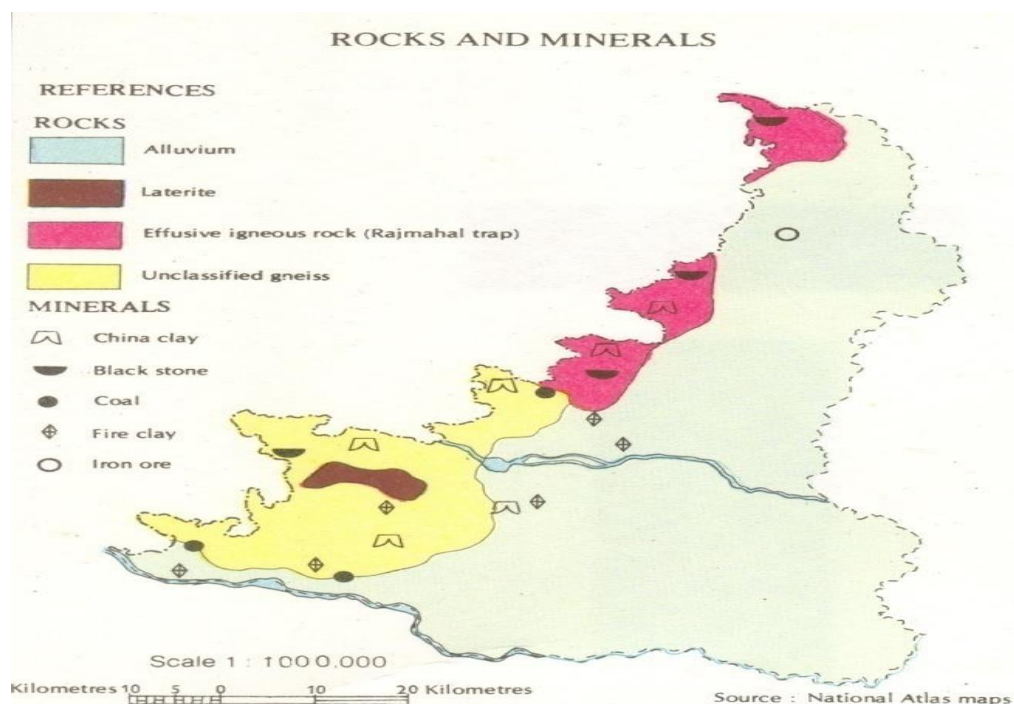 ROCKS AND MINERALS
REFERENCES
ROCKS
Alluvium
Laterite
Effusive igneous rock (Rajmahal trap)
Unclassified gneiss
MINERALS
China clay
Black stone
Coal
Fire clay
Iron ore
Scale 1 : 1000,000
Kilometres 10 5 0 10 20 Kilometres
Source : National Atlas maps